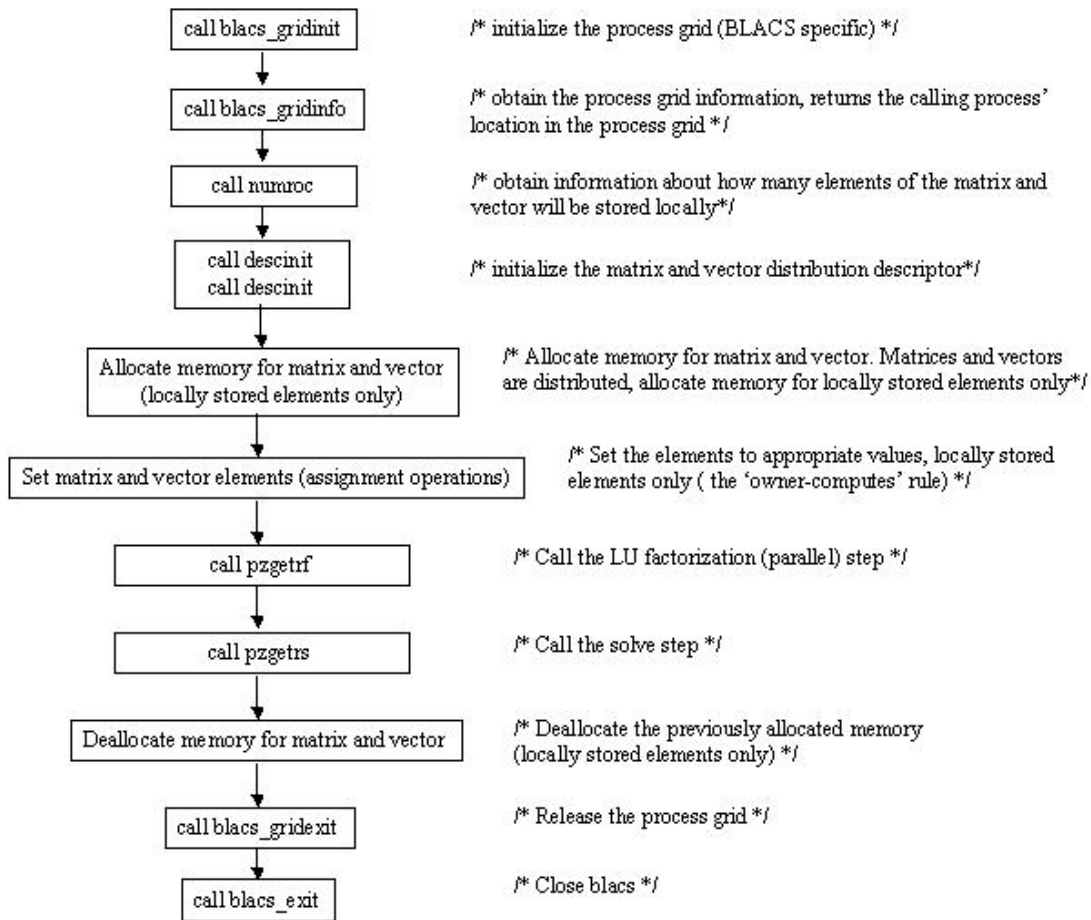 call blacs_gridinit
/* initialize the process grid (BLACS specific) */
call blacs_gridinfo
/* obtain the process grid information, returns the calling process’
location in the process grid */
call numroc
/* obtain information about how many elements of the matrix and
vector will be stored locally*/
call descinit
call descinit
/* initialize the matrix and vector distribution descriptor*/
Allocate memory for matrix and vector
(locally stored elements only)
/* Allocate memory for matrix and vector. Matrices and vectors
are distributed, allocate memory for locally stored elements only*/
Set matrix and vector elements (assignment operations)
/* Set the elements to appropriate values, locally stored
elements only ( the ‘owner-computes’ rule) */
call pzgetrf
/* Call the LU factorization (parallel) step */
call pzgetrs
/* Call the solve step */
Deallocate memory for matrix and vector
/* Deallocate the previously allocated memory
(locally stored elements only) */
call blacs_gridexit
/* Release the process grid */
call blacs_exit
/* Close blacs */